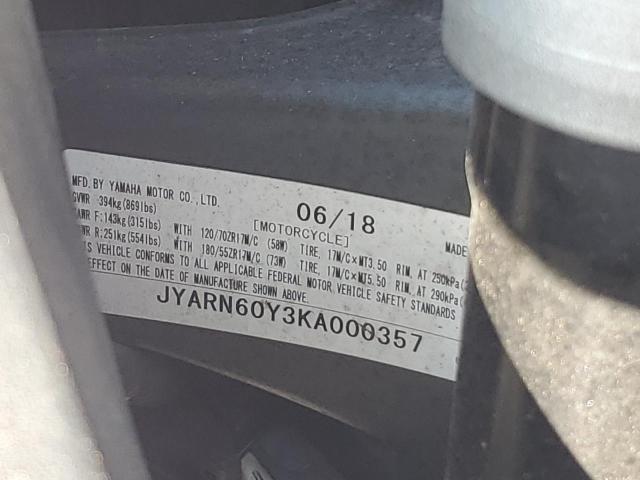 MFD. BY YAMAHA MOTOR CO., LTD. 06/18
GVWR 394kg(869lbs) [MOTORCYCLE] MADE
F:143kg(315lbs) WITH 120/70ZR17M/C (58W) TIRE, 17M/C×MT3.50 RIM, AT 250kPa
R:251kg(554lbs) WITH 180/55ZR17M/C (73W) TIRE, 17M/C×MT5.50 RIM, AT 290kPa
VEHICLE CONFORMS TO ALL APPLICABLE FEDERAL MOTOR VEHICLE SAFETY STANDARDS
EFFECT ON THE DATE OF MANUFACTURE SHOWN ABOVE.
JYARN60Y3KA000357